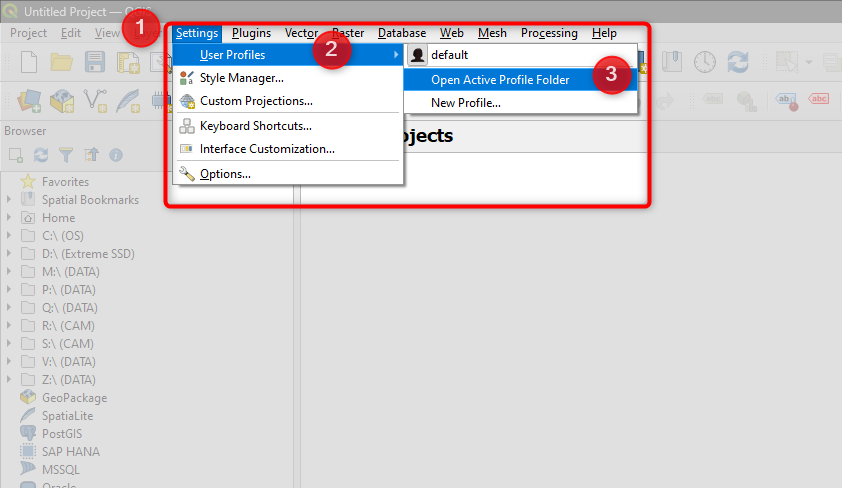 Untitled Project — QGIS
1
Project Edit View Settings Plugins Vector Raster Database Web Mesh Processing Help
User Profiles
2
default
Style Manager...
Open Active Profile Folder
3
Custom Projections...
New Profile...
Keyboard Shortcuts...
Interface Customization...
Options...
Browser
Favorites
Spatial Bookmarks
Home
C:\ (OS)
D:\ (Extreme SSD)
M:\ (DATA)
P:\ (DATA)
Q:\ (DATA)
R:\ (CAM)
S:\ (CAM)
V:\ (DATA)
Z:\ (DATA)
GeoPackage
SpatiaLite
PostGIS
SAP HANA
MSSQL
Oracle
abc
abc